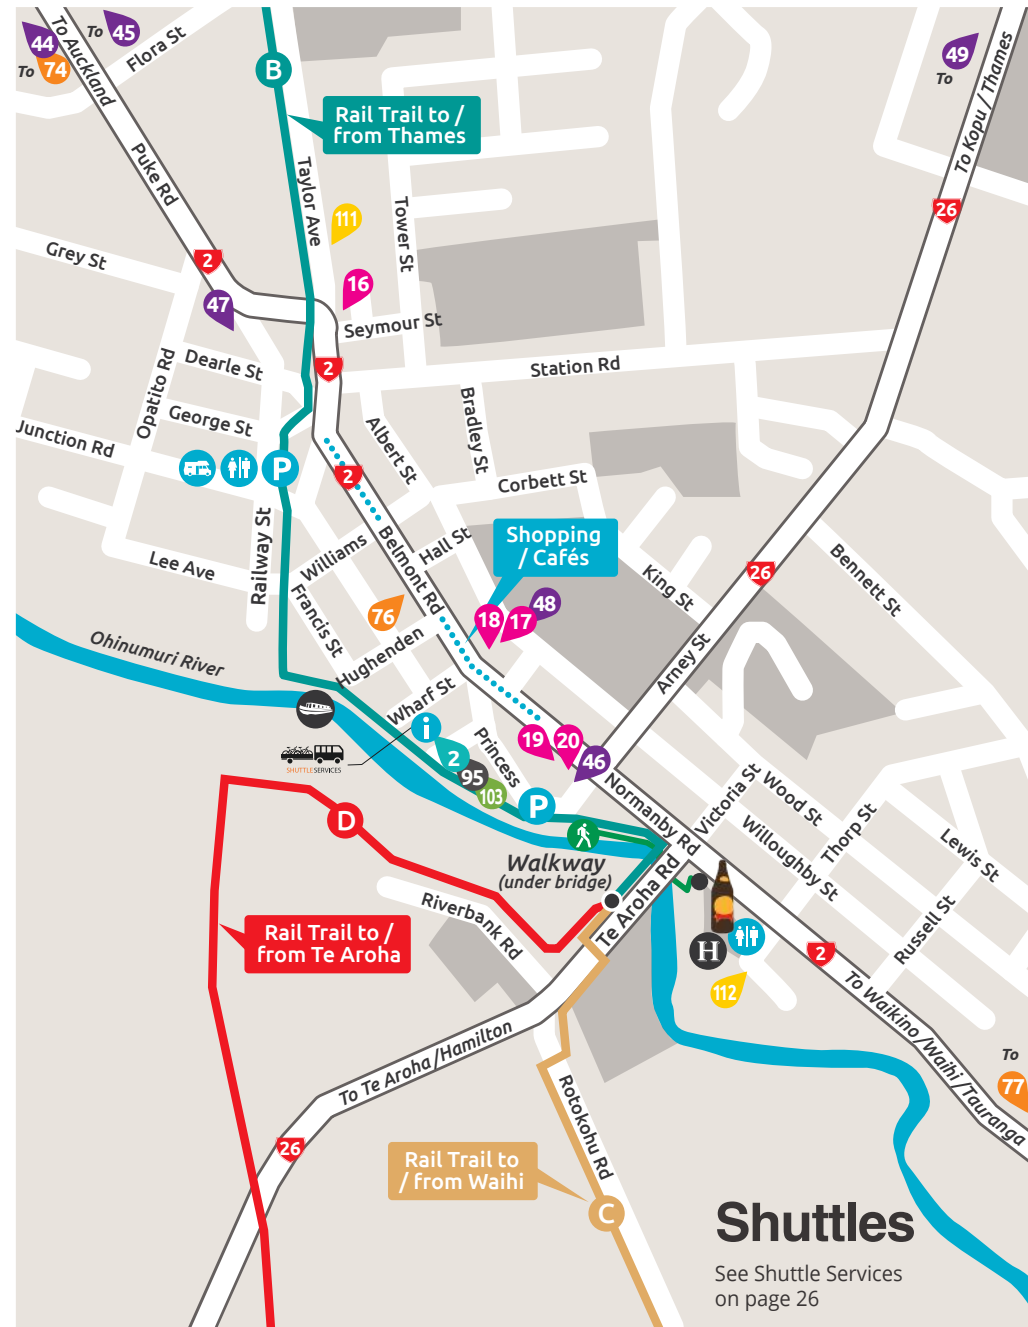 To Auckland
44
To
45
To
74
Flora St
B
Rail Trail to /
from Thames
49
To
To Kopu / Thames
26
Puke Rd
Taylor Ave
Tower St
111
Grey St
2
16
47
Seymour St
Dearle St
2
Station Rd
Opatito Rd
George St
Bradley St
Albert St
Junction Rd
P
2
Corbett St
Railway St
Williams
Belmont Rd
Hall St
Shopping
/ Cafés
Lee Ave
King St
26
Bennett St
Francis St
76
18
17
48
Ohinumuri River
Hughenden
Arney St
Wharf St
i
SHUTTLE SERVICES
2
95
103
Princess
19
20
46
P
Normanby Rd
Victoria St
Wood St
D
Willoughby St
Thorp St
Lewis St
Walkway
(under bridge)
Te Aroha Rd
Riverbank Rd
Rail Trail to /
from Te Aroha
H
112
2
Russell St
To Waikino /Waihi /Tauranga
To
77
To Te Aroha /Hamilton
26
Rotokohu Rd
Rail Trail to
/ from Waihi
C
Shuttles
See Shuttle Services
on page 26